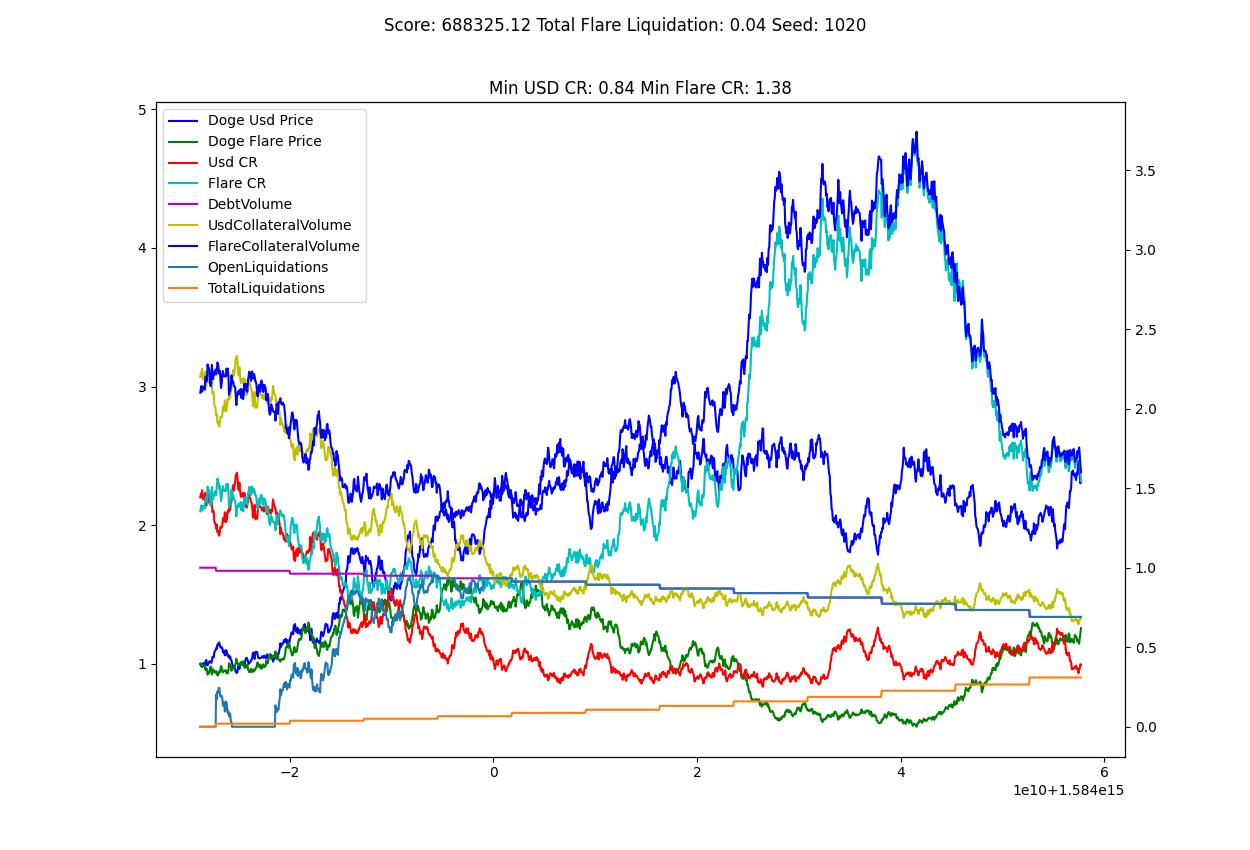 Score: 688325.12 Total Flare Liquidation: 0.04 Seed: 1020
Min USD CR: 0.84 Min Flare CR: 1.38
Doge Usd Price
Doge Flare Price
Usd CR
Flare CR
DebtVolume
UsdCollateralVolume
FlareCollateralVolume
OpenLiquidations
TotalLiquidations
5
4
3
2
1
3.5
3.0
2.5
2.0
1.5
1.0
0.5
0.0
−2 0 2 4 6
1e10+1.584e15